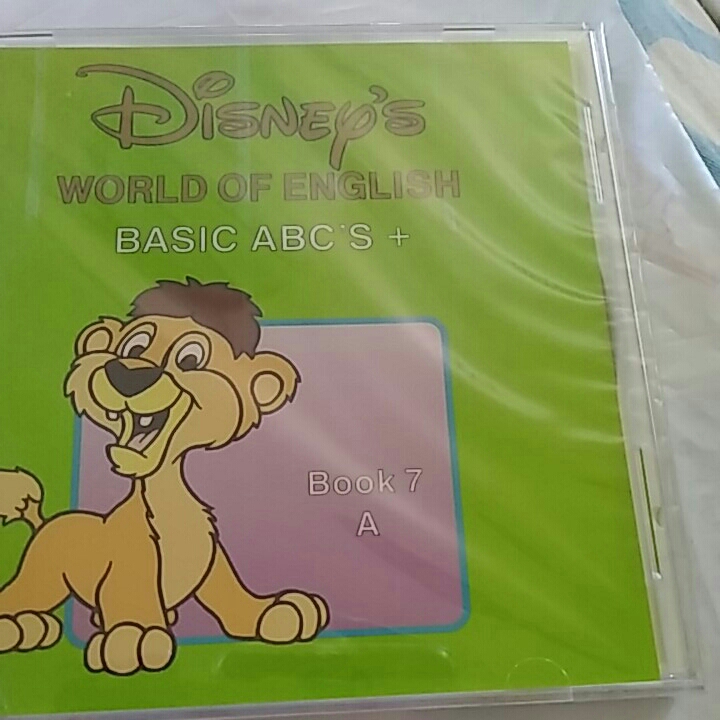 DISNEY'S
WORLD OF ENGLISH
BASIC ABC'S +
Book 7
A